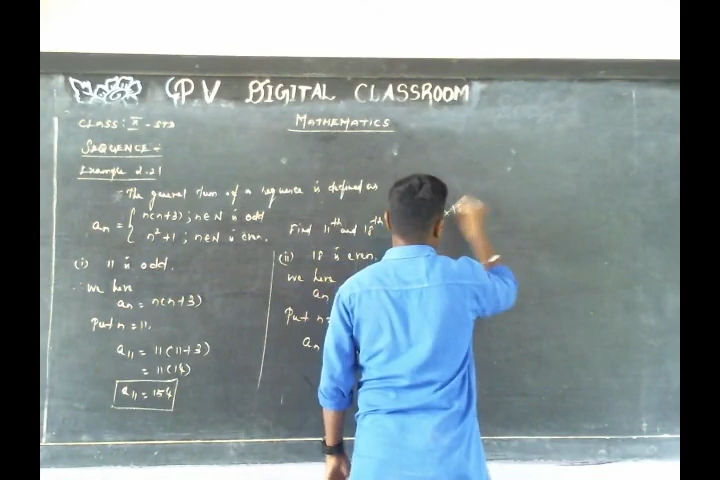 GP.V DIGITAL CLASSROOM
CLASS: X - STD
MATHEMATICS
SEQUENCE :-
Example 2.21
The general term of a sequence is defined as
aₙ = { n(n+3) ; n∈N is odd
n²+1 ; n∈N is even.
Find 11th and 18th
(i) 11 is odd.
∴ We have
aₙ = n(n+3)
Put n = 11,
a₁₁ = 11(11+3)
= 11(14)
a₁₁ = 154
(ii) 18 is even.
We have
aₙ
Put n =
aₙ